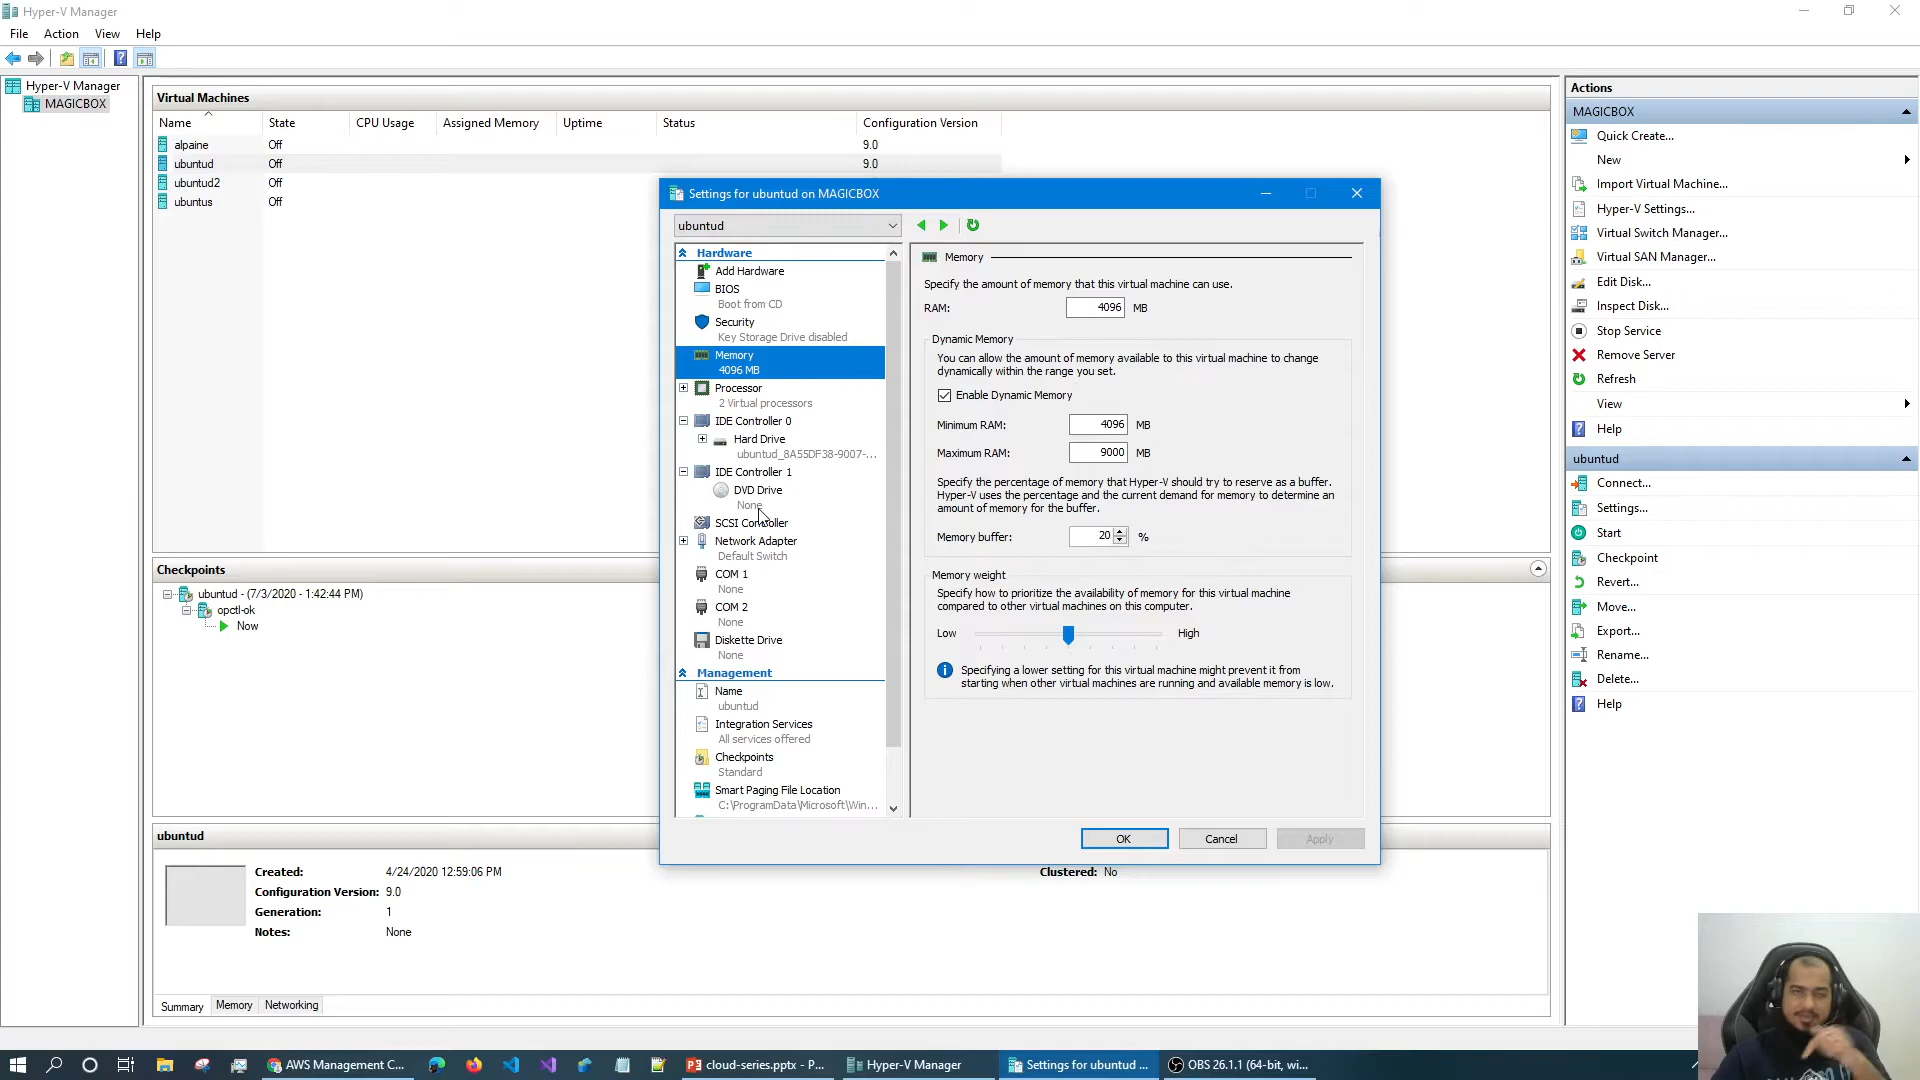 Hyper-V Manager
File Action View Help
Hyper-V Manager
MAGICBOX
Virtual Machines
Name State CPU Usage Assigned Memory Uptime Status Configuration Version
alpaine Off 9.0
ubuntud Off 9.0
ubuntud2 Off
ubuntus Off
Checkpoints
ubuntud - (7/3/2020 - 1:42:44 PM)
opctl-ok
Now
ubuntud
Created: 4/24/2020 12:59:06 PM
Configuration Version: 9.0
Generation: 1
Notes: None
Clustered: No
Summary Memory Networking
Settings for ubuntud on MAGICBOX
ubuntud
Hardware
Add Hardware
BIOS
Boot from CD
Security
Key Storage Drive disabled
Memory
4096 MB
Processor
2 Virtual processors
IDE Controller 0
Hard Drive
ubuntud_8A55DF38-9007-...
IDE Controller 1
DVD Drive
None
SCSI Controller
Network Adapter
Default Switch
COM 1
None
COM 2
None
Diskette Drive
None
Management
Name
ubuntud
Integration Services
All services offered
Checkpoints
Standard
Smart Paging File Location
C:\ProgramData\Microsoft\Win...
Memory
Specify the amount of memory that this virtual machine can use.
RAM: 4096 MB
Dynamic Memory
You can allow the amount of memory available to this virtual machine to change
dynamically within the range you set.
Enable Dynamic Memory
Minimum RAM: 4096 MB
Maximum RAM: 9000 MB
Specify the percentage of memory that Hyper-V should try to reserve as a buffer.
Hyper-V uses the percentage and the current demand for memory to determine an
amount of memory for the buffer.
Memory buffer: 20 %
Memory weight
Specify how to prioritize the availability of memory for this virtual machine
compared to other virtual machines on this computer.
Low High
Specifying a lower setting for this virtual machine might prevent it from
starting when other virtual machines are running and available memory is low.
OK Cancel Apply
Actions
MAGICBOX
Quick Create...
New
Import Virtual Machine...
Hyper-V Settings...
Virtual Switch Manager...
Virtual SAN Manager...
Edit Disk...
Inspect Disk...
Stop Service
Remove Server
Refresh
View
Help
ubuntud
Connect...
Settings...
Start
Checkpoint
Revert...
Move...
Export...
Rename...
Delete...
Help
AWS Management C... cloud-series.pptx - P... Hyper-V Manager Settings for ubuntud ... OBS 26.1.1 (64-bit, wi...